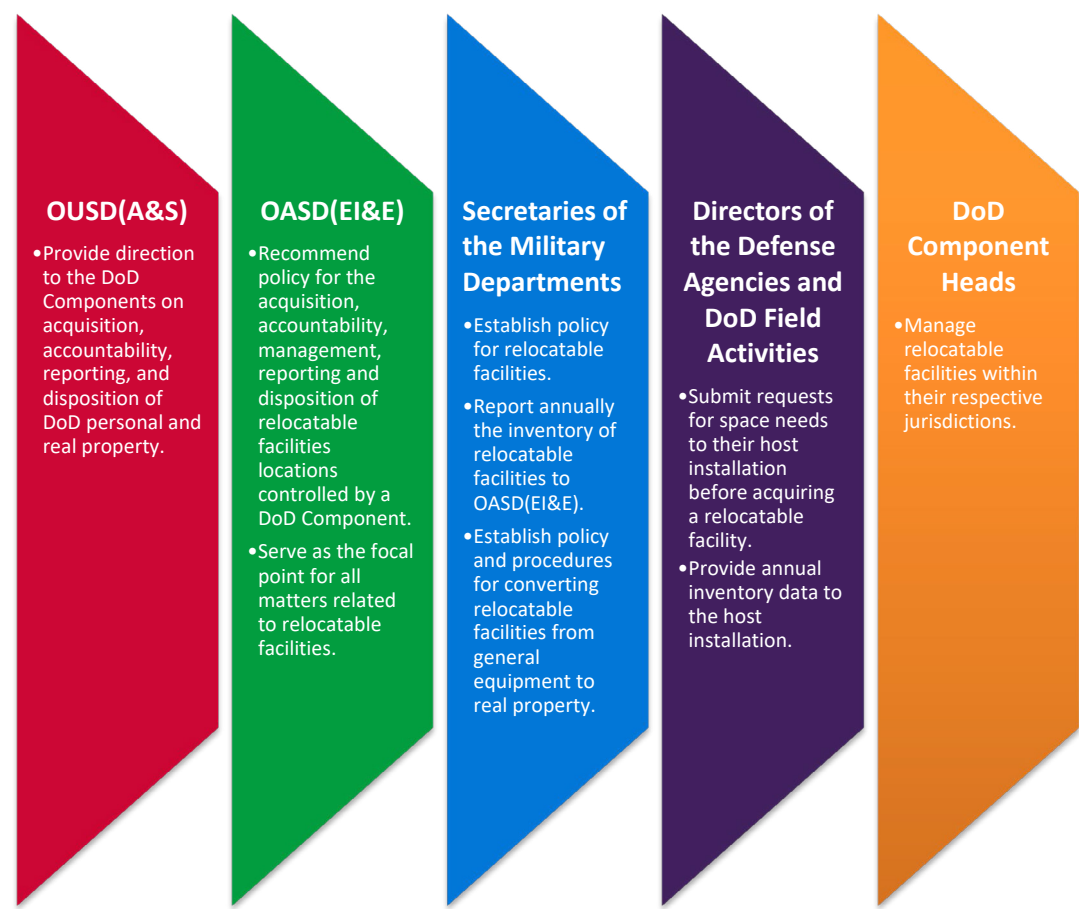 OUSD(A&S)
•Provide direction
to the DoD
Components on
acquisition,
accountability,
reporting, and
disposition of
DoD personal and
real property.
OASD(EI&E)
•Recommend
policy for the
acquisition,
accountability,
management,
reporting and
disposition of
relocatable
facilities
locations
controlled by a
DoD Component.
•Serve as the focal
point for all
matters related
to relocatable
facilities.
Secretaries of
the Military
Departments
•Establish policy
for relocatable
facilities.
•Report annually
the inventory of
relocatable
facilities to
OASD(EI&E).
•Establish policy
and procedures
for converting
relocatable
facilities from
general
equipment to
real property.
Directors of
the Defense
Agencies and
DoD Field
Activities
•Submit requests
for space needs
to their host
installation
before acquiring
a relocatable
facility.
•Provide annual
inventory data to
the host
installation.
DoD
Component
Heads
•Manage
relocatable
facilities within
their respective
jurisdictions.